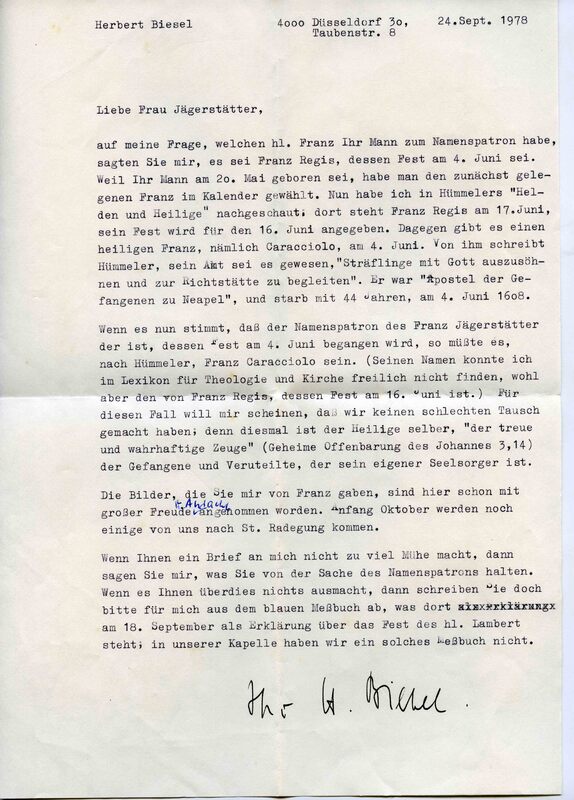 Herbert Biesel 4000 Düsseldorf 30, 24.Sept. 1978
Taubenstr. 8
Liebe Frau Jägerstätter,
auf meine Frage, welchen hl. Franz Ihr Mann zum Namenspatron habe,
sagten Sie mir, es sei Franz Regis, dessen Fest am 4. Juni sei.
Weil Ihr Mann am 20. Mai geboren sei, habe man den zunächst gele-
genen Franz im Kalender gewählt. Nun habe ich in Hümmelers "Hel-
den und Heilige" nachgeschaut; dort steht Franz Regis am 17.Juni,
sein Fest wird für den 16. Juni angegeben. Dagegen gibt es einen
heiligen Franz, nämlich Caracciolo, am 4. Juni. Von ihm schreibt
Hümmeler, sein Amt sei es gewesen,"Sträflinge mit Gott auszusöh-
nen und zur Richtstätte zu begleiten". Er war "Apostel der Ge-
fangenen zu Neapel", und starb mit 44 Jahren, am 4. Juni 1608.
Wenn es nun stimmt, daß der Namenspatron des Franz Jägerstätter
der ist, dessen Fest am 4. Juni begangen wird, so müßte es,
nach Hümmeler, Franz Caracciolo sein. (Seinen Namen konnte ich
im Lexikon für Theologie und Kirche freilich nicht finden, wohl
aber den von Franz Regis, dessen Fest am 16. Juni ist.) Für
diesen Fall will mir scheinen, daß wir keinen schlechten Tausch
gemacht haben; denn diesmal ist der Heilige selber, "der treue
und wahrhaftige Zeuge" (Geheime Offenbarung des Johannes 3,14)
der Gefangene und Veruteilte, der sein eigener Seelsorger ist.
Die Bilder, die Sie mir von Franz gaben, sind hier schon mit
großer Freude angenommen worden. Anfang Oktober werden noch
einige von uns nach St. Radegung kommen.
Wenn Ihnen ein Brief an mich nicht zu viel Mühe macht, dann
sagen Sie mir, was Sie von der Sache des Namenspatrons halten.
Wenn es Ihnen überdies nichts ausmacht, dann schreiben Sie doch
bitte für mich aus dem blauen Meßbuch ab, was dort
am 18. September als Erklärung über das Fest des hl. Lambert
steht; in unserer Kapelle haben wir ein solches Meßbuch nicht.
Ihr H. Biesel.